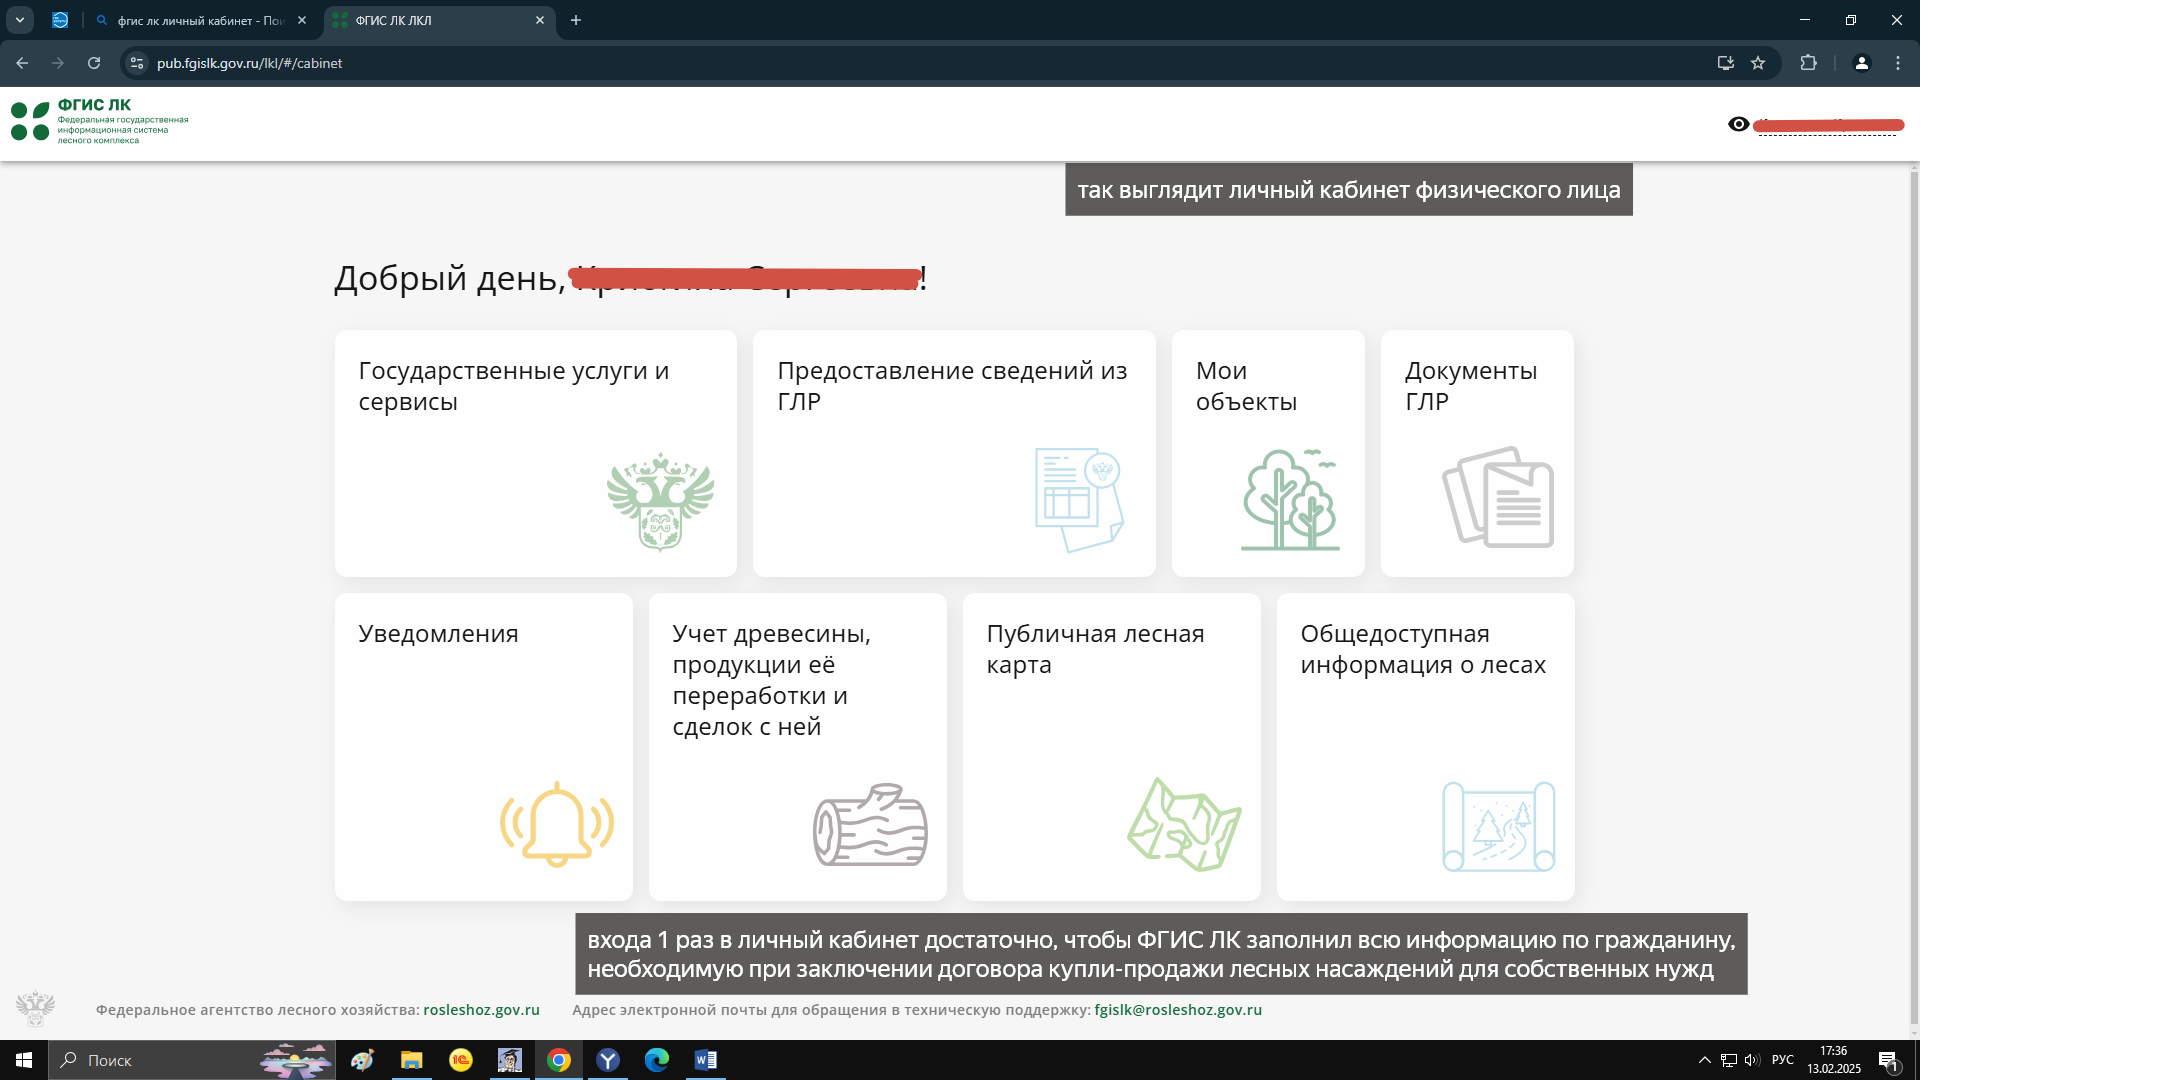 фгис лк личный кабинет - Пои
ФГИС ЛК ЛКЛ
pub.fgislk.gov.ru/lkl/#/cabinet
ФГИС ЛК
Федеральная государственная
информационная система
лесного комплекса
так выглядит личный кабинет физического лица
Добрый день, !
Государственные услуги и
сервисы
Предоставление сведений из
ГЛР
Мои
объекты
Документы
ГЛР
Уведомления
Учет древесины,
продукции её
переработки и
сделок с ней
Публичная лесная
карта
Общедоступная
информация о лесах
входа 1 раз в личный кабинет достаточно, чтобы ФГИС ЛК заполнил всю информацию по гражданину,
необходимую при заключении договора купли-продажи лесных насаждений для собственных нужд
Федеральное агентство лесного хозяйства: rosleshoz.gov.ru
Адрес электронной почты для обращения в техническую поддержку: fgislk@rosleshoz.gov.ru
Поиск
РУС
17:36
13.02.2025
1